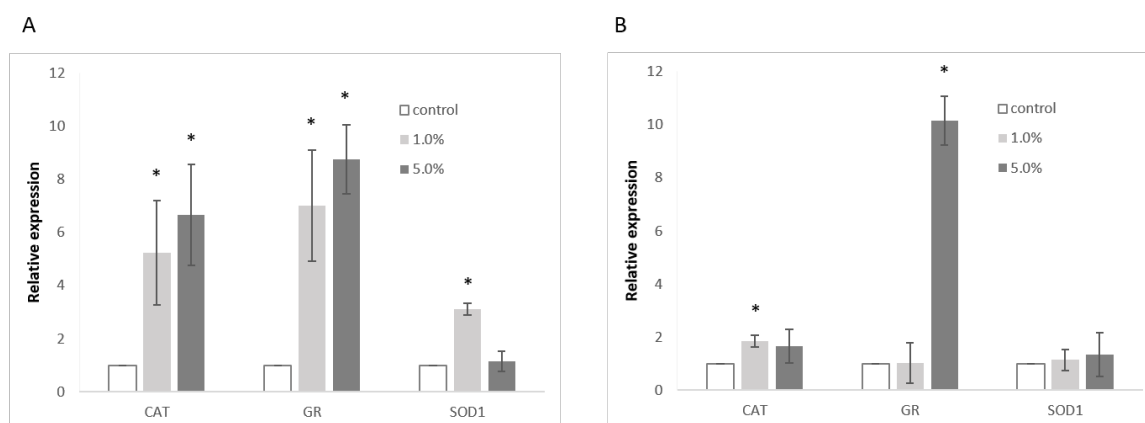 A
Relative expression
12
10
8
6
4
2
0
* * * * *
control
1.0%
5.0%
CAT GR SOD1
B
Relative expression
12
10
8
6
4
2
0
* *
control
1.0%
5.0%
CAT GR SOD1